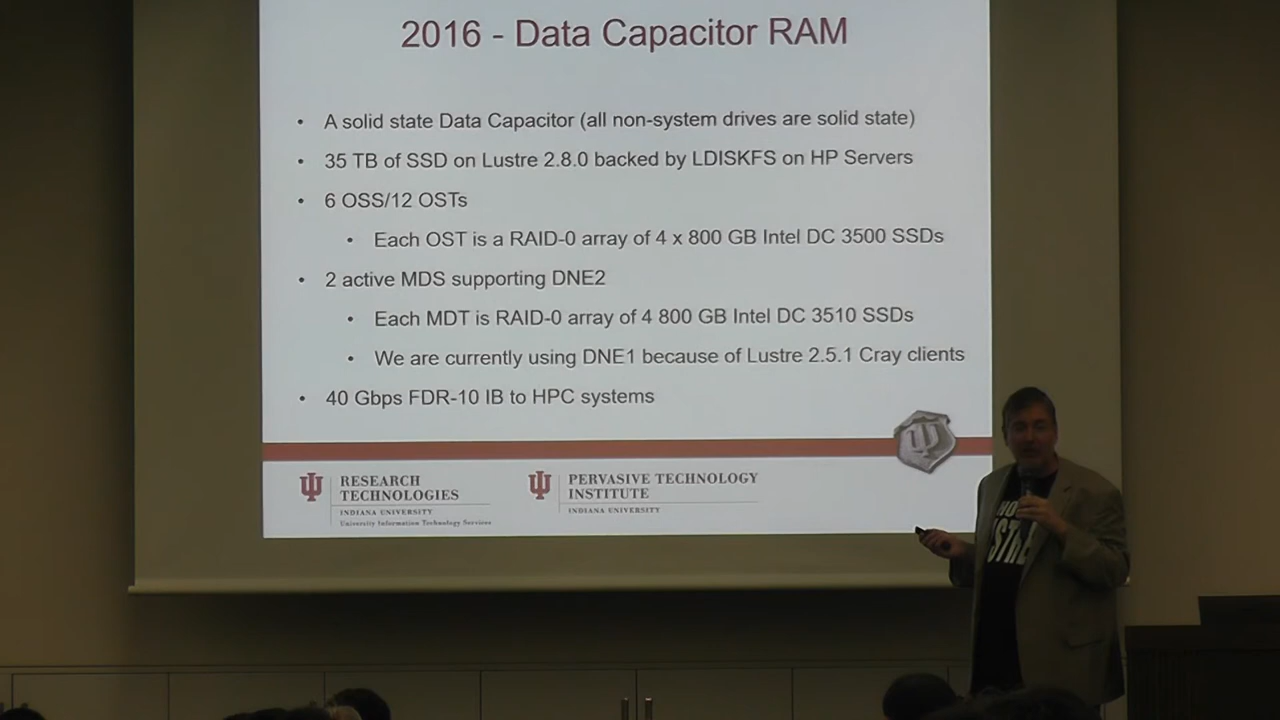 2016 - Data Capacitor RAM
• A solid state Data Capacitor (all non-system drives are solid state)
• 35 TB of SSD on Lustre 2.8.0 backed by LDISKFS on HP Servers
• 6 OSS/12 OSTs
• Each OST is a RAID-0 array of 4 x 800 GB Intel DC 3500 SSDs
• 2 active MDS supporting DNE2
• Each MDT is RAID-0 array of 4 800 GB Intel DC 3510 SSDs
• We are currently using DNE1 because of Lustre 2.5.1 Cray clients
• 40 Gbps FDR-10 IB to HPC systems
RESEARCH
TECHNOLOGIES
INDIANA UNIVERSITY
University Information Technology Services
PERVASIVE TECHNOLOGY
INSTITUTE
INDIANA UNIVERSITY